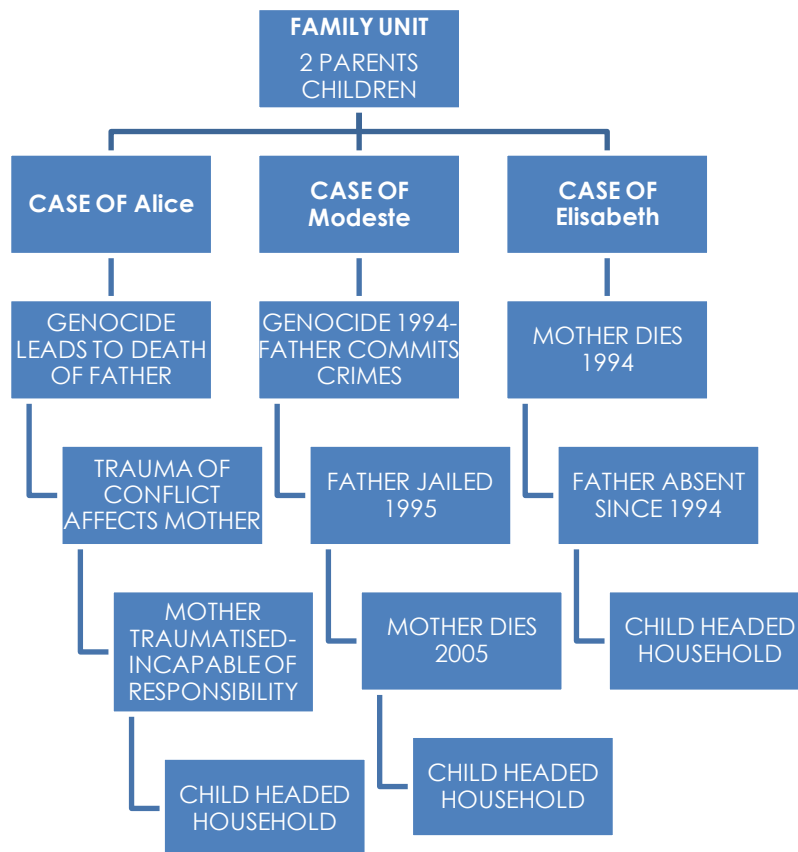 FAMILY UNIT
2 PARENTS
CHILDREN
CASE OF Alice
CASE OF
Modeste
CASE OF
Elisabeth
GENOCIDE
LEADS TO DEATH
OF FATHER
GENOCIDE 1994-
FATHER COMMITS
CRIMES
MOTHER DIES
1994
TRAUMA OF
CONFLICT
AFFECTS MOTHER
FATHER JAILED
1995
FATHER ABSENT
SINCE 1994
MOTHER
TRAUMATISED-
INCAPABLE OF
RESPONSIBILITY
MOTHER DIES
2005
CHILD HEADED
HOUSEHOLD
CHILD HEADED
HOUSEHOLD
CHILD HEADED
HOUSEHOLD